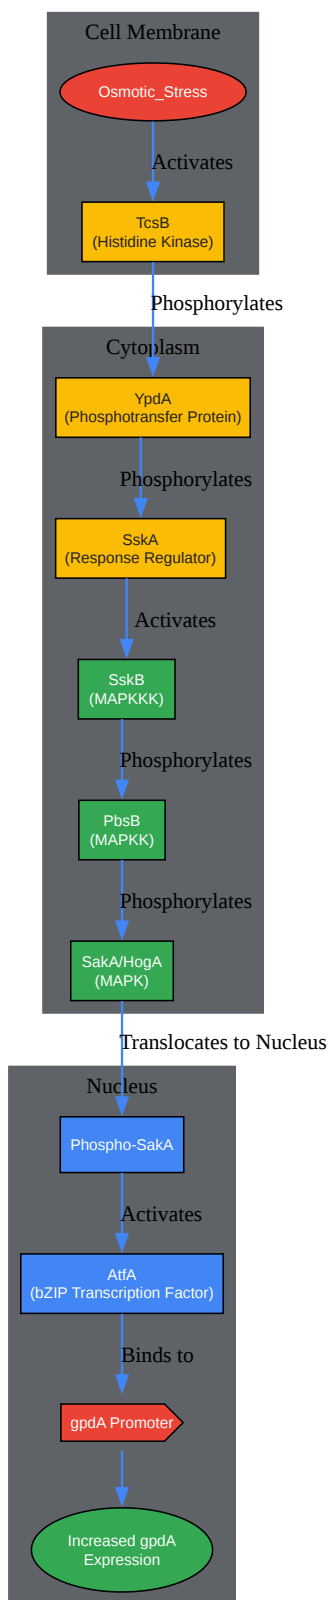 Cell Membrane
Osmotic_Stress
Activates
TcsB
(Histidine Kinase)
Phosphorylates
Cytoplasm
YpdA
(Phosphotransfer Protein)
Phosphorylates
SskA
(Response Regulator)
Activates
SskB
(MAPKKK)
Phosphorylates
PbsB
(MAPKK)
Phosphorylates
SakA/HogA
(MAPK)
Translocates to Nucleus
Nucleus
Phospho-SakA
Activates
AtfA
(bZIP Transcription Factor)
Binds to
gpdA Promoter
Increased gpdA
Expression